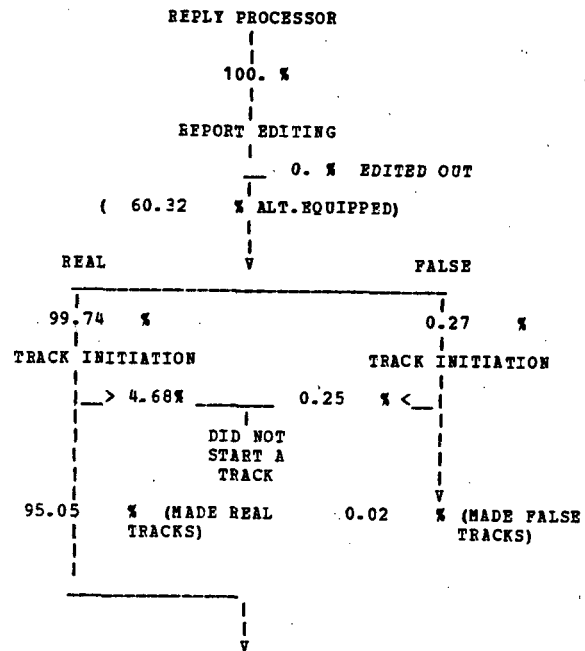 REPLY PROCESSOR
100. %
REPORT EDITING
0. % EDITED OUT
( 60.32 % ALT.EQUIPPED)
REAL FALSE
99.74 % 0.27 %
TRACK INITIATION TRACK INITIATION
> 4.68% 0.25 % <
DID NOT
START A
TRACK
95.05 % (MADE REAL 0.02 % (MADE FALSE
TRACKS) TRACKS)